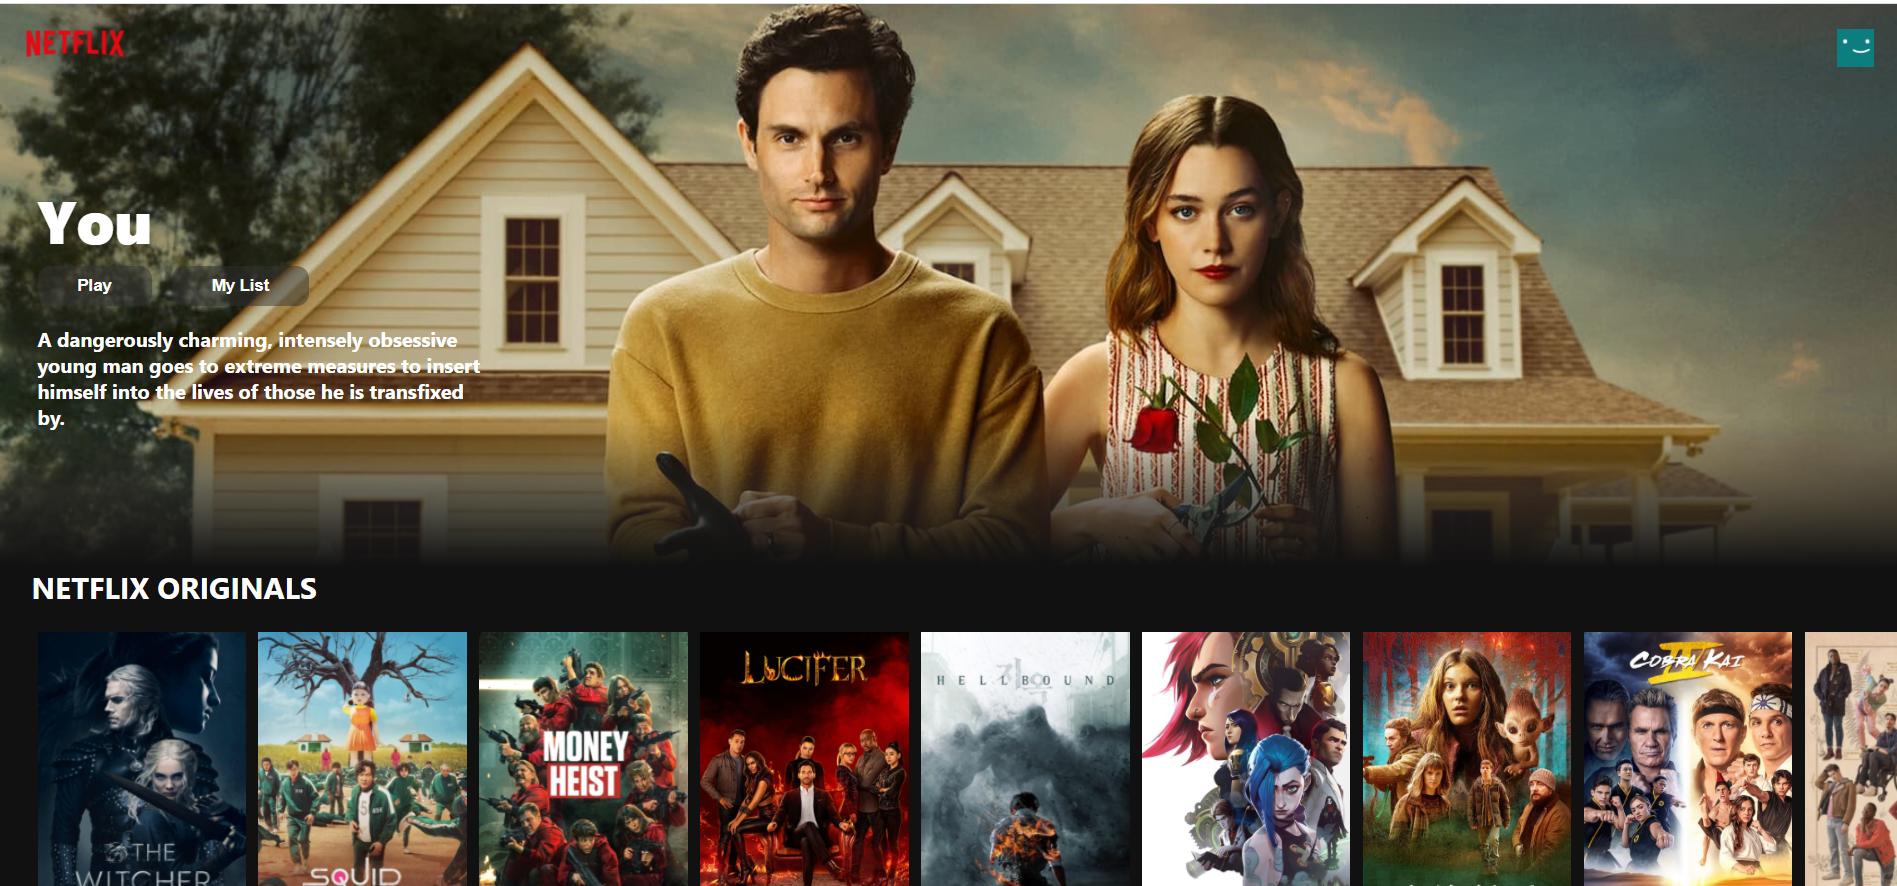 NETFLIX
You
Play
My List
A dangerously charming, intensely obsessive
young man goes to extreme measures to insert
himself into the lives of those he is transfixed
by.
NETFLIX ORIGINALS
THE
WITCHER
SQUID
MONEY
HEIST
LUCIFER
HELLBOUND
COBRA KAI
IV